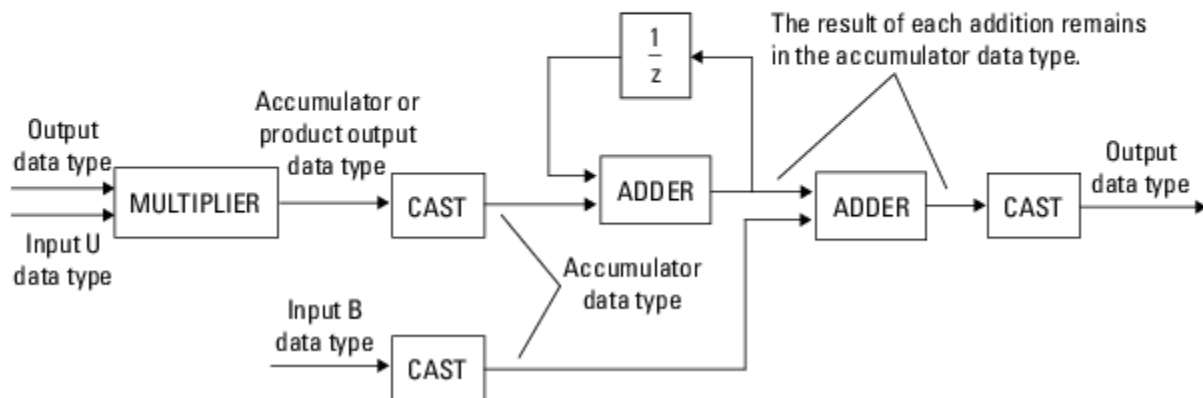 The result of each addition remains
in the accumulator data type.
1
z
Accumulator or
product output
data type
Output
data type
MULTIPLIER
CAST
ADDER
ADDER
CAST
Output
data type
Input U
data type
Accumulator
data type
Input B
data type
CAST